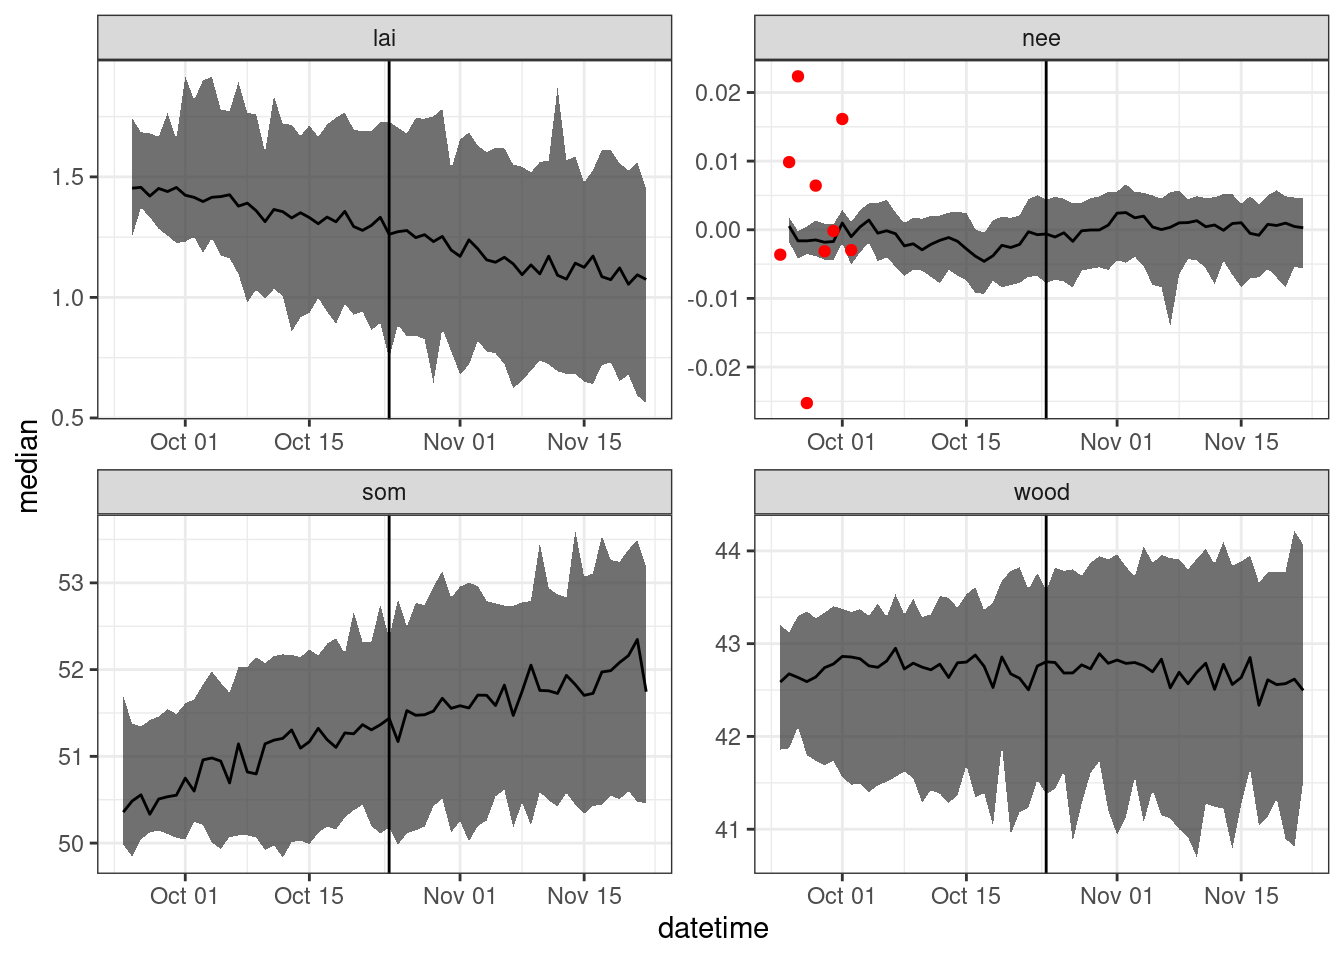 lai
nee
1.5
1.0
0.5
0.02
0.01
0.00
-0.01
-0.02
Oct 01 Oct 15 Nov 01 Nov 15
Oct 01 Oct 15 Nov 01 Nov 15
median
som
wood
53
52
51
50
44
43
42
41
Oct 01 Oct 15 Nov 01 Nov 15
Oct 01 Oct 15 Nov 01 Nov 15
datetime